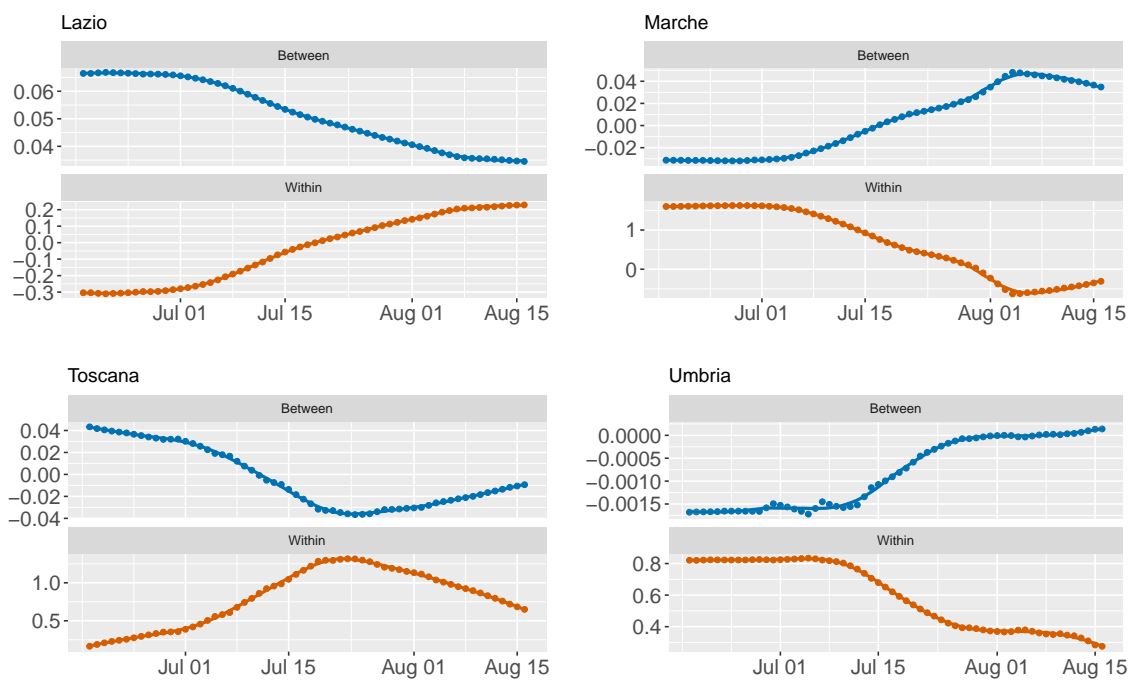 Lazio
Between
0.06
0.05
0.04
Within
0.2
0.1
0.0
−0.1
−0.2
−0.3
Jul 01 Jul 15 Aug 01 Aug 15
Marche
Between
0.04
0.02
0.00
−0.02
Within
1
0
Jul 01 Jul 15 Aug 01 Aug 15
Toscana
Between
0.04
0.02
0.00
−0.02
−0.04
Within
1.0
0.5
Jul 01 Jul 15 Aug 01 Aug 15
Umbria
Between
0.0000
−0.0005
−0.0010
−0.0015
Within
0.8
0.6
0.4
Jul 01 Jul 15 Aug 01 Aug 15